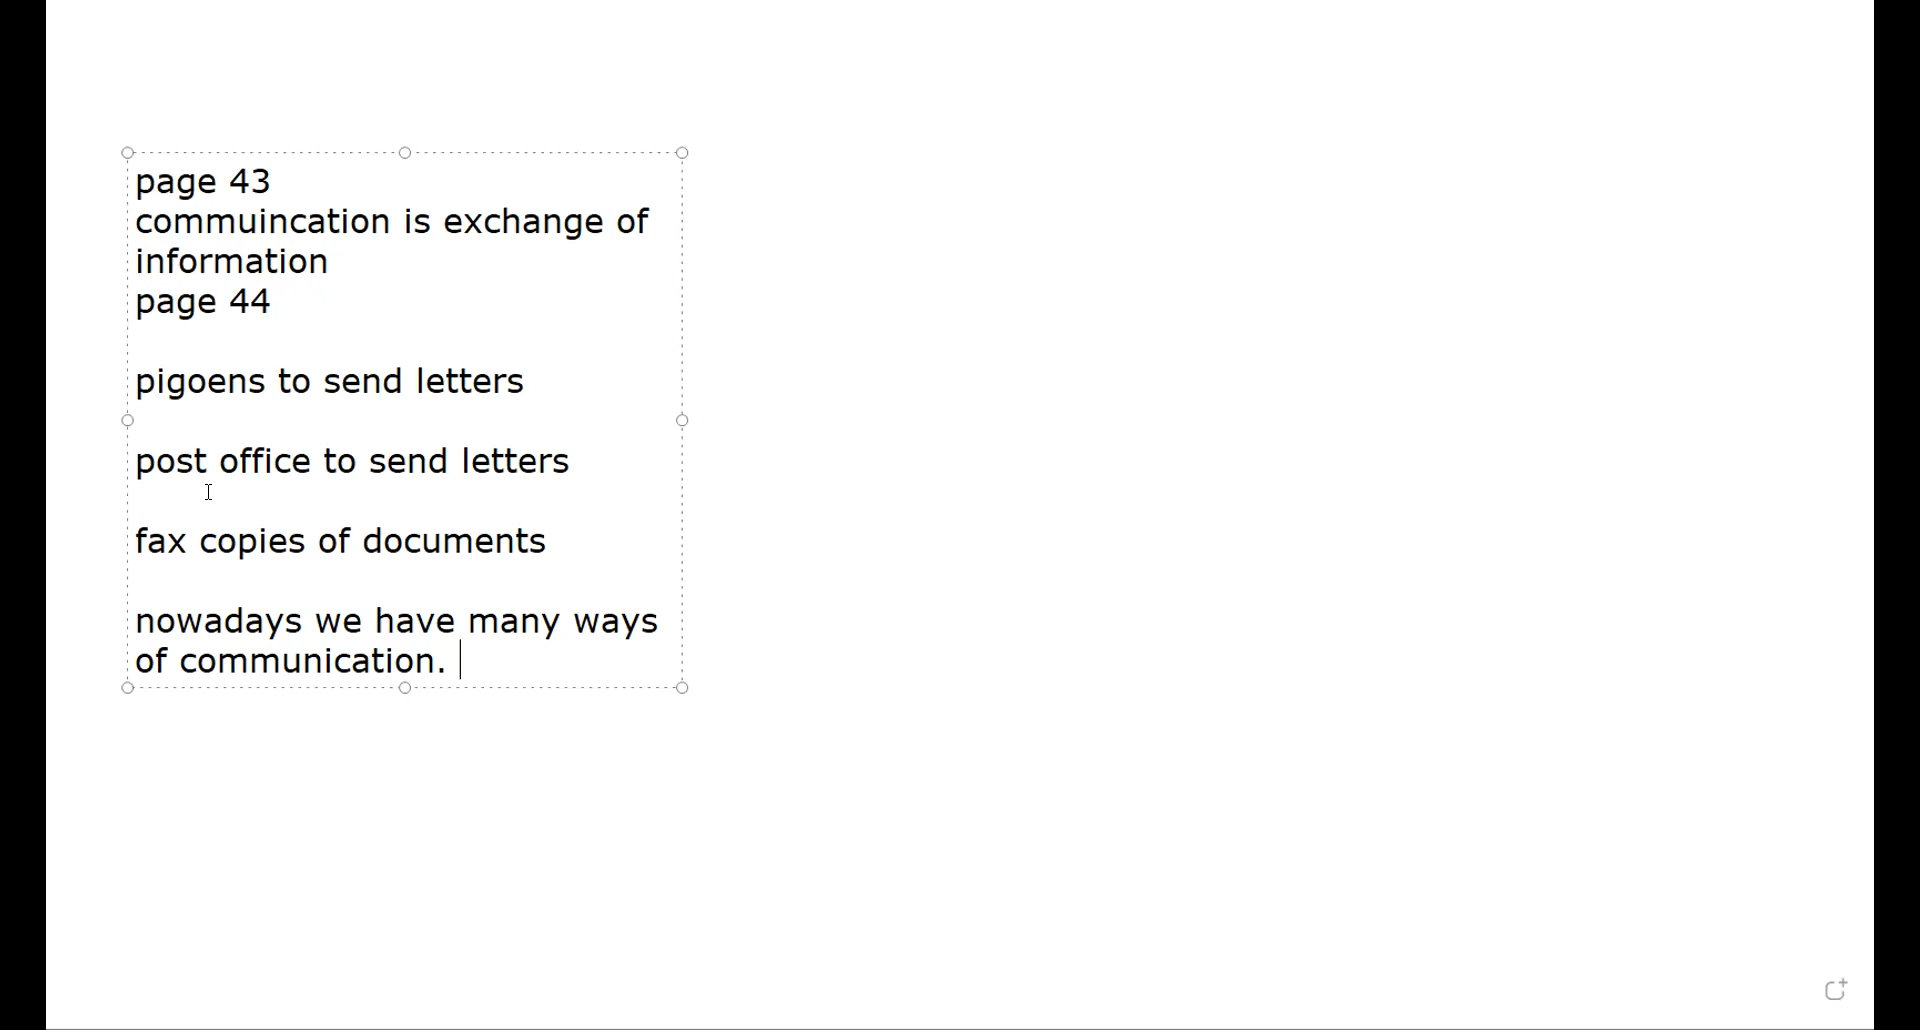 page 43
commuincation is exchange of
information
page 44
pigoens to send letters
post office to send letters
fax copies of documents
nowadays we have many ways
of communication.